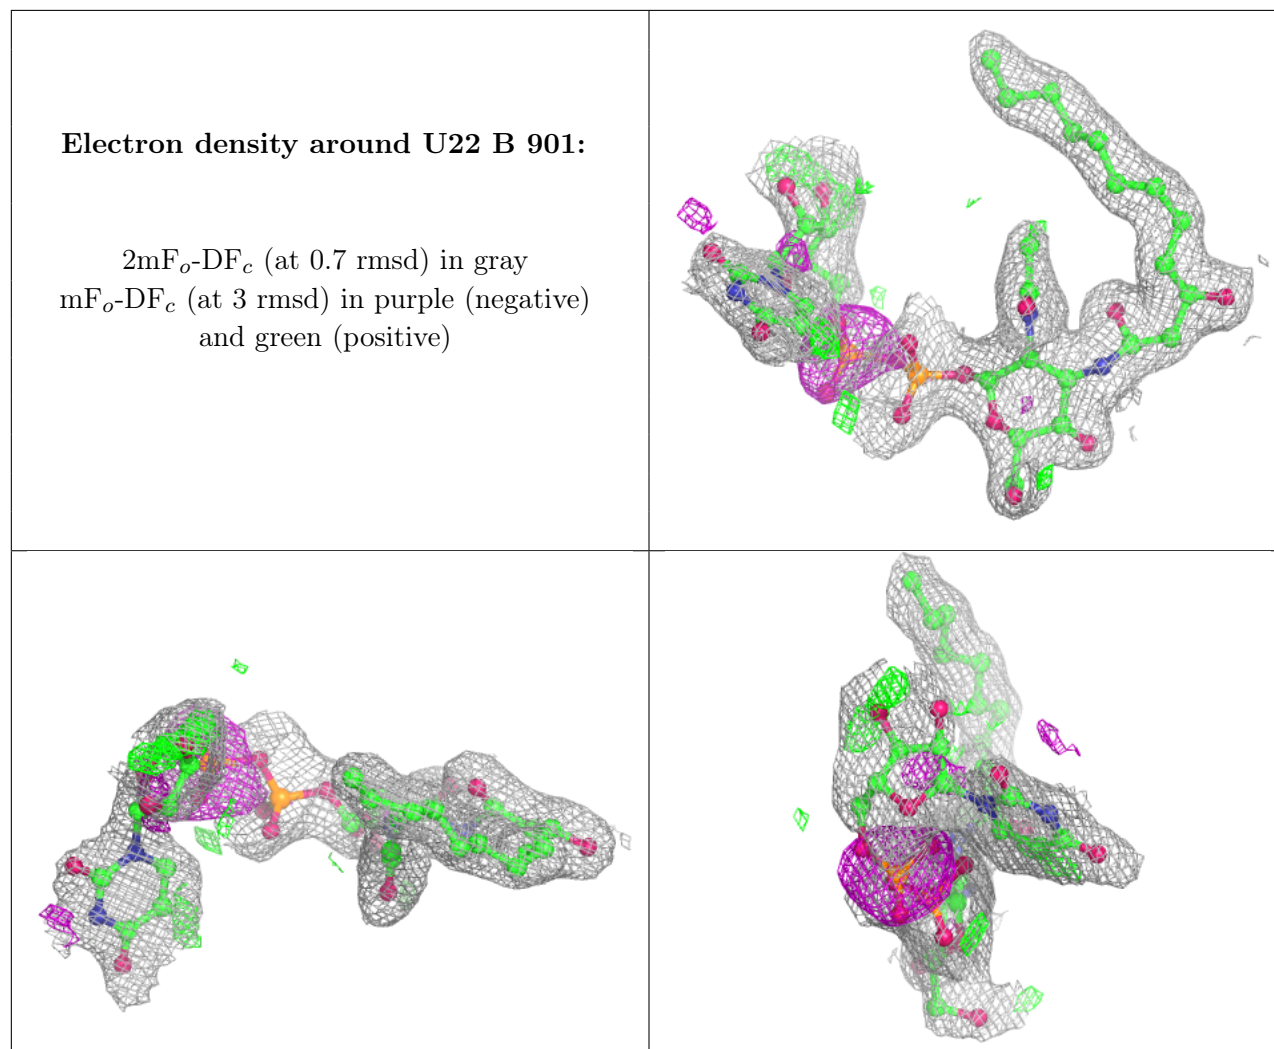 Electron density around U22 B 901:
2mFo-DFc (at 0.7 rmsd) in gray
mFo-DFc (at 3 rmsd) in purple (negative)
and green (positive)